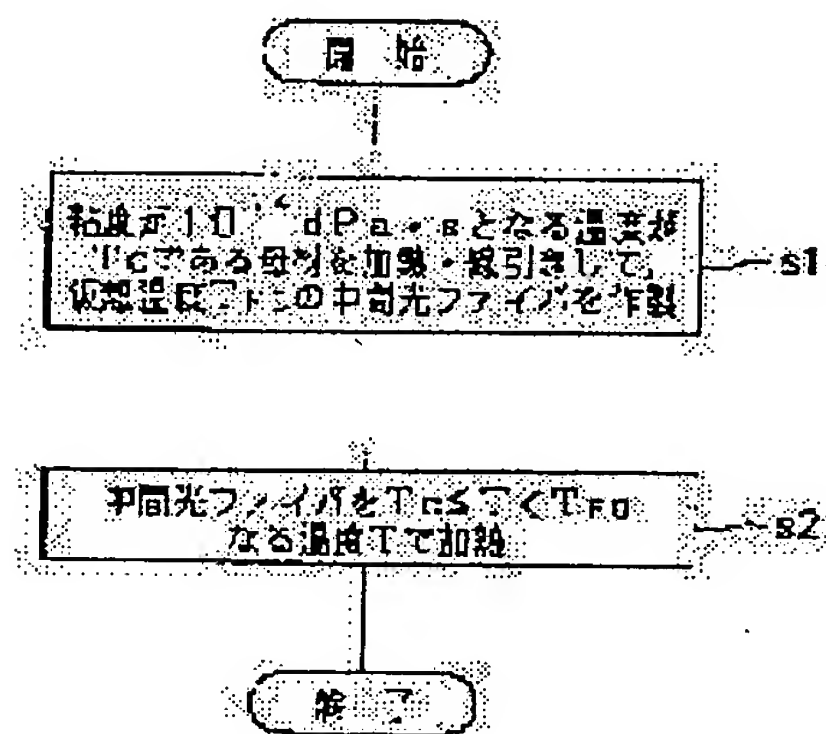 開 始
粘度が10 dPa・sとなる温度が
Tcである母材を加熱・線引きして、 s1
仮想温度の中間光ファイバを作製
中間光ファイバをT≦T<TF0 s2
なる温度Tで加熱
終 了